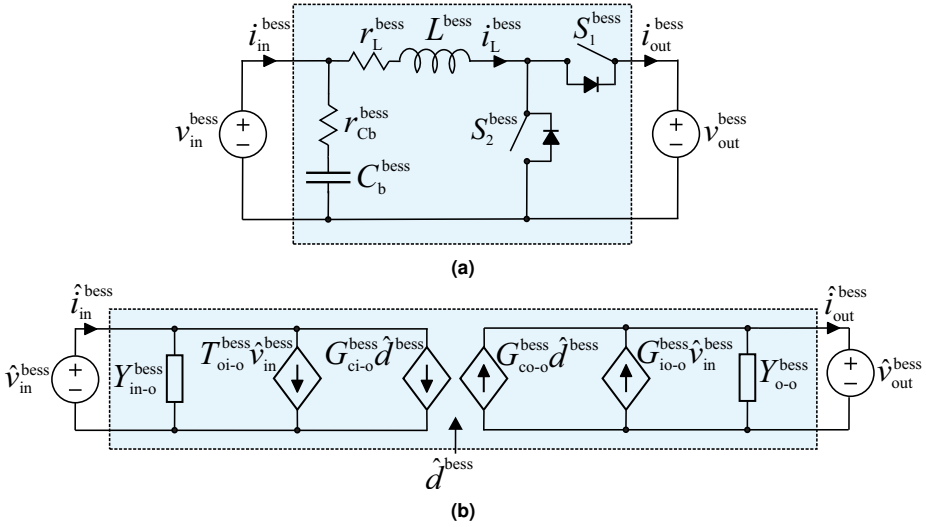 i_in^bess r_L^bess L^bess i_L^bess S_1^bess i_out^bess
v_in^bess + − r_Cb^bess S_2^bess + − v_out^bess
C_b^bess
(a)
î_in^bess î_out^bess
v̂_in^bess + − Y_in-o^bess T_oi-o^bess v̂_in^bess G_ci-o^bess d̂^bess G_co-o^bess d̂^bess G_io-o^bess v̂_in^bess Y_o-o^bess + − v̂_out^bess
d̂^bess
(b)